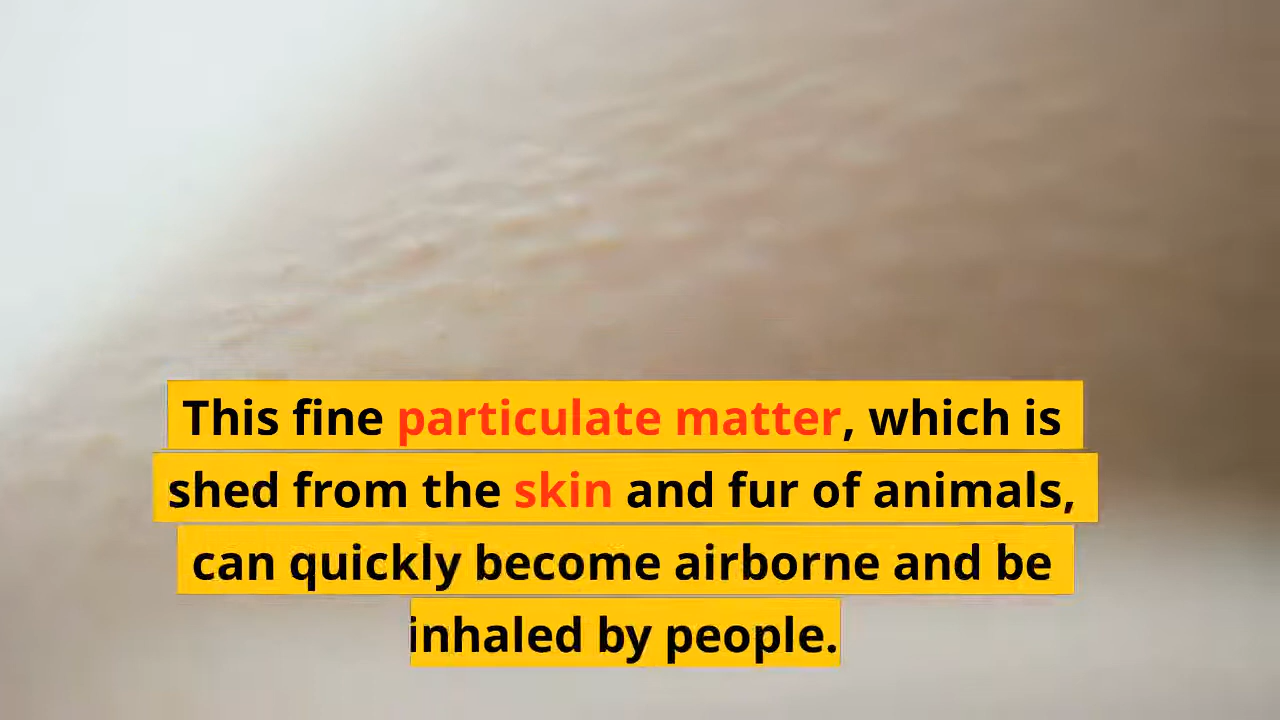 This fine particulate matter, which is
shed from the skin and fur of animals,
can quickly become airborne and be
inhaled by people.